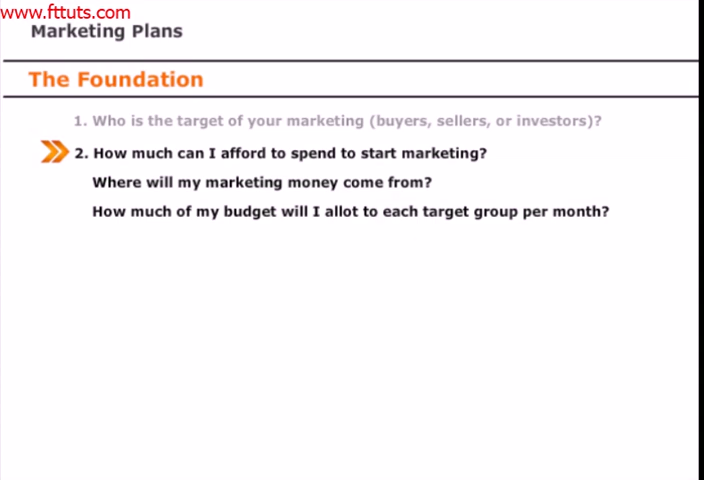 www.fttuts.com
Marketing Plans
The Foundation
1. Who is the target of your marketing (buyers, sellers, or investors)?
2. How much can I afford to spend to start marketing?
Where will my marketing money come from?
How much of my budget will I allot to each target group per month?